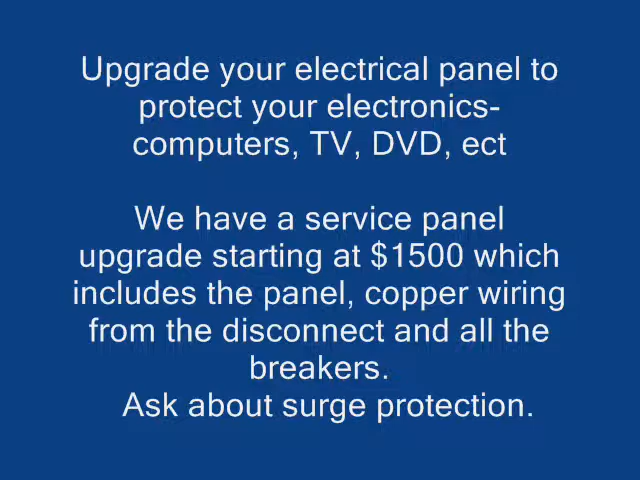 Upgrade your electrical panel to
protect your electronics-
computers, TV, DVD, ect
We have a service panel
upgrade starting at $1500 which
includes the panel, copper wiring
from the disconnect and all the
breakers.
Ask about surge protection.